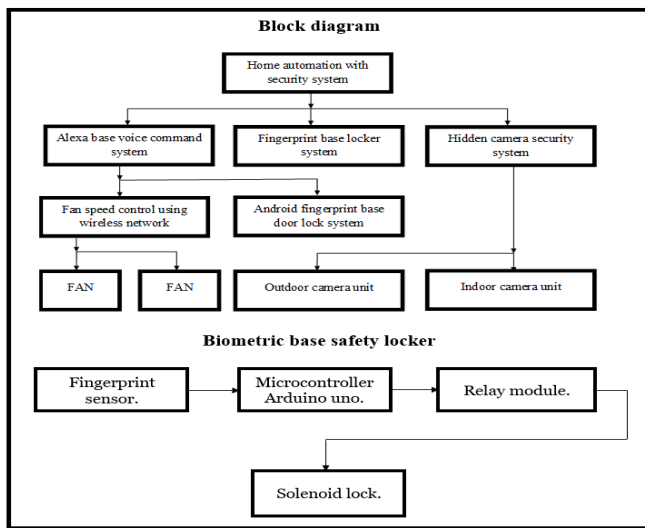 Block diagram
Home automation with
security system
Alexa base voice command
system
Fingerprint base locker
system
Hidden camera security
system
Fan speed control using
wireless network
Android fingerprint base
door lock system
FAN
FAN
Outdoor camera unit
Indoor camera unit
Biometric base safety locker
Fingerprint
sensor.
Microcontroller
Arduino uno.
Relay module.
Solenoid lock.